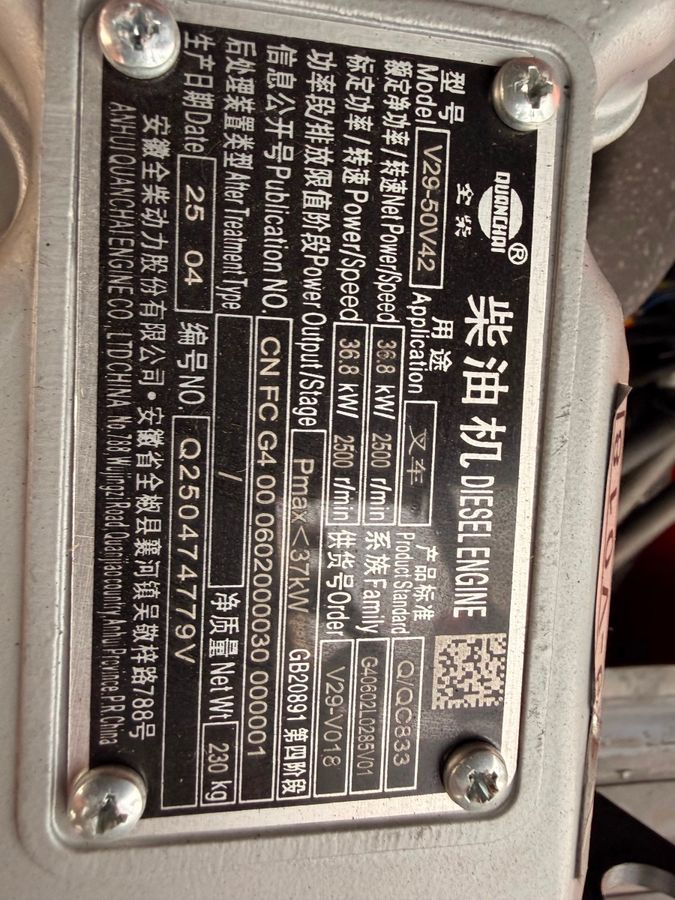 QUANCHAI ®
全柴
柴油机 DIESEL ENGINE
型号 Model V29-50V42 用途 Application 叉车 产品标准 Product Standard Q/QC833
额定净功率/转速 Net Power/Speed 36.8 kW/ 2500 r/min 系族 Family G40602L0285V01
标定功率/转速 Power/Speed 36.8 kW/ 2500 r/min 供货号 Order V29-V018
功率段/排放限值阶段 Power Output/Stage Pmax<37kW GB20891 第四阶段
信息公开号 Publication NO. CN FC G4 00 0602000030 000001
后处理装置类型 After Treatment Type / 净质量 Net Wt 230 kg
生产日期 Date 25 04 编号 NO. Q250474779V
安徽全柴动力股份有限公司·安徽省全椒县襄河镇吴敬梓路788号
ANHUI QUANCHAI ENGINE CO., LTD CHINA No.788 Wujingzi Road, Quanjiao country, Anhui Province, P.R. China